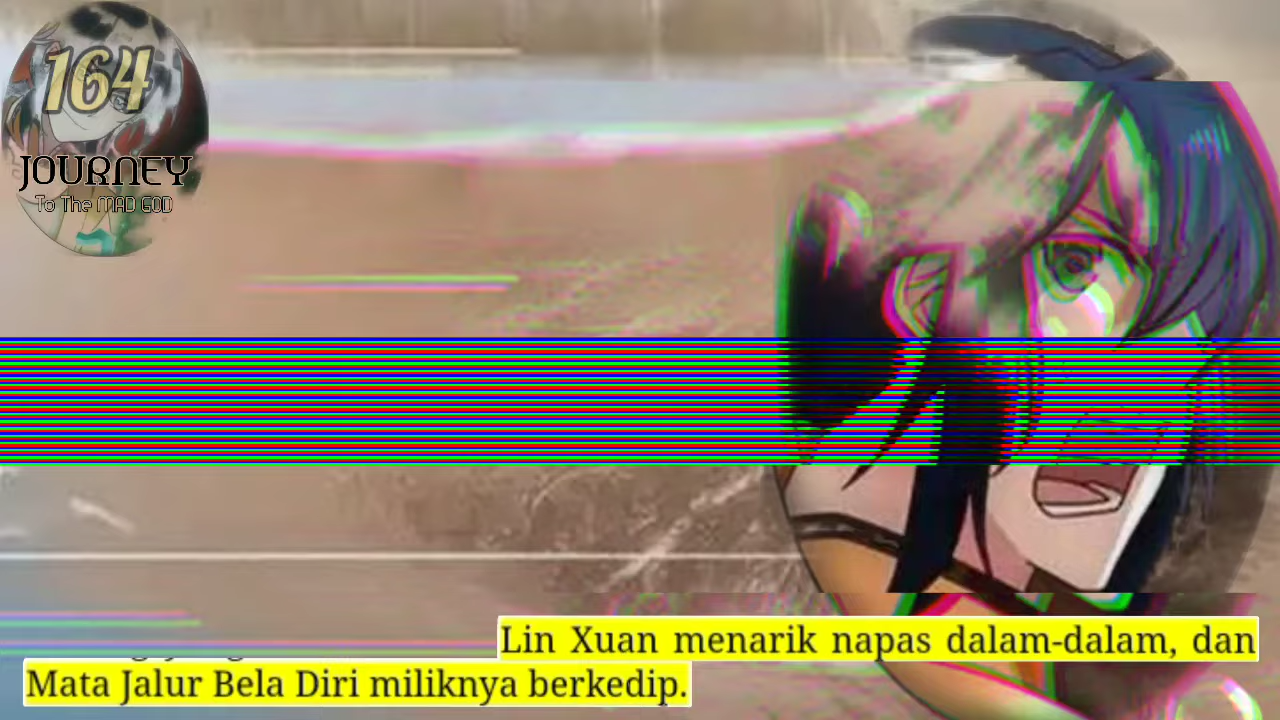 164
JOURNEY
To The MAD GOD
Lin Xuan menarik napas dalam-dalam, dan
Mata Jalur Bela Diri miliknya berkedip.